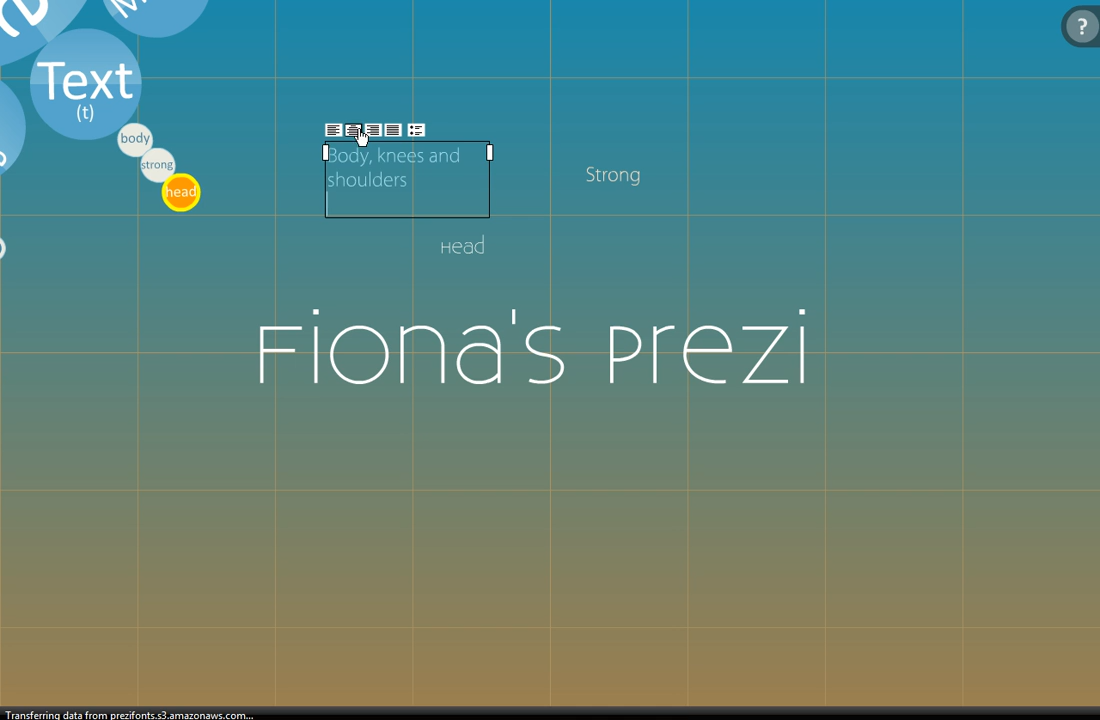 Text
(t)
body
strong
head
?
Body, knees and
shoulders
Strong
Head
Fiona's Prezi
Transferring data from prezifonts.s3.amazonaws.com...